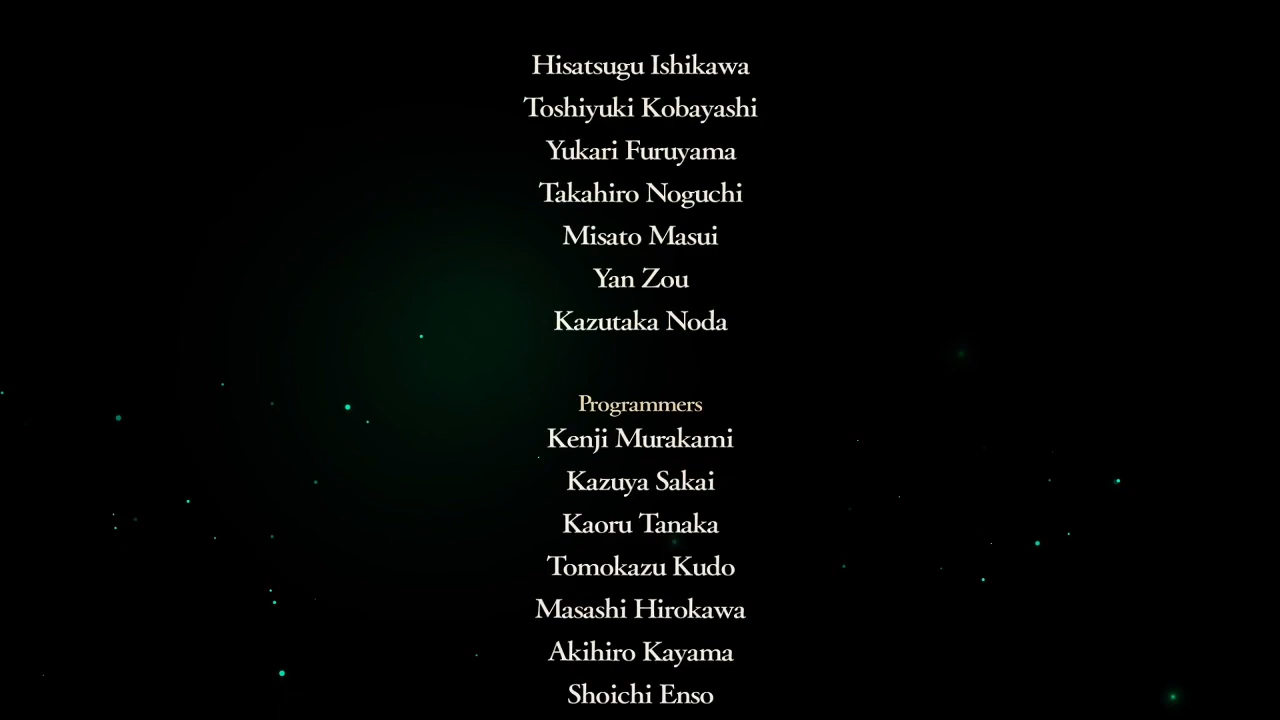 Hisatsugu Ishikawa
Toshiyuki Kobayashi
Yukari Furuyama
Takahiro Noguchi
Misato Masui
Yan Zou
Kazutaka Noda
Programmers
Kenji Murakami
Kazuya Sakai
Kaoru Tanaka
Tomokazu Kudo
Masashi Hirokawa
Akihiro Kayama
Shoichi Enso